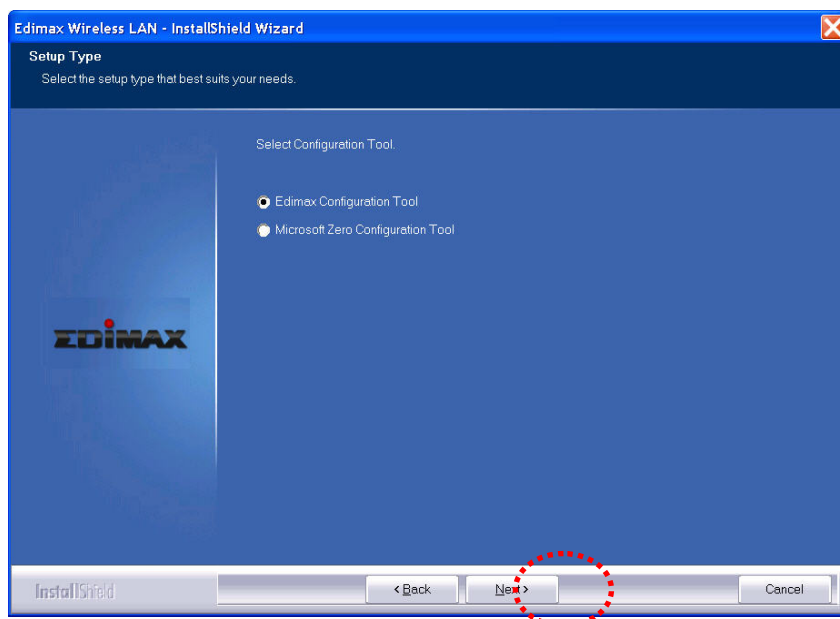 Edimax Wireless LAN - InstallShield Wizard
Setup Type
Select the setup type that best suits your needs.
Select Configuration Tool.
Edimax Configuration Tool
Microsoft Zero Configuration Tool
EDIMAX
InstallShield
< Back
Next >
Cancel